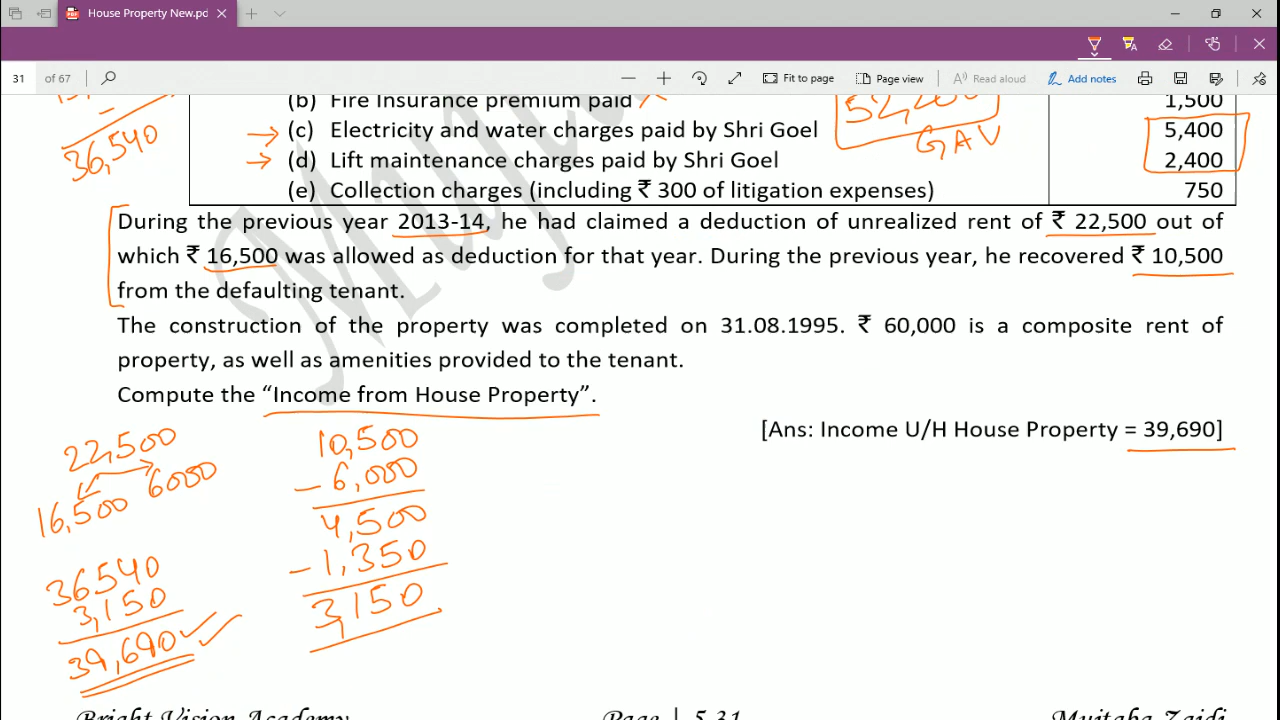 House Property New.pd
31 of 67 Fit to page Page view Read aloud Add notes
36,540
(b) Fire Insurance premium paid 1,500
52,200
GAV
(c) Electricity and water charges paid by Shri Goel 5,400
(d) Lift maintenance charges paid by Shri Goel 2,400
(e) Collection charges (including ₹ 300 of litigation expenses) 750
During the previous year 2013-14, he had claimed a deduction of unrealized rent of ₹ 22,500 out of
which ₹ 16,500 was allowed as deduction for that year. During the previous year, he recovered ₹ 10,500
from the defaulting tenant.
The construction of the property was completed on 31.08.1995. ₹ 60,000 is a composite rent of
property, as well as amenities provided to the tenant.
Compute the “Income from House Property”.
[Ans: Income U/H House Property = 39,690]
22,500
16,500 6000
36540
3,150
39,690
10,500
- 6,000
4,500
- 1,350
3,150
Bright Vision Academy Page | 5.31 Mujtaba Zaidi